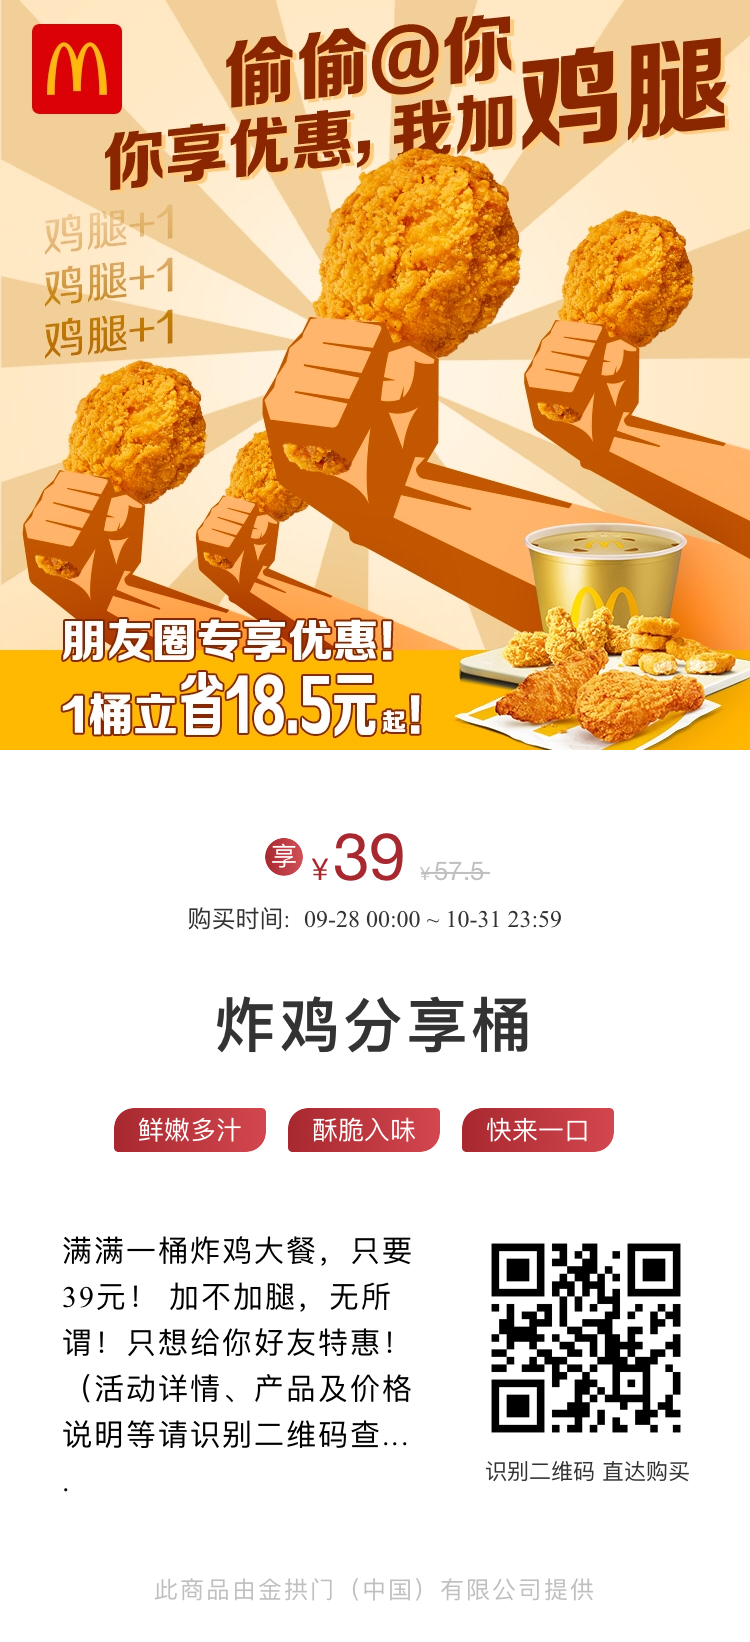 偷偷@你
你享优惠,我加鸡腿
鸡腿+1
鸡腿+1
鸡腿+1
朋友圈专享优惠!
1桶立省18.5元起!
享 ¥39 ¥57.5
购买时间: 09-28 00:00 ~ 10-31 23:59
炸鸡分享桶
鲜嫩多汁 酥脆入味 快来一口
满满一桶炸鸡大餐，只要
39元！ 加不加腿，无所
谓！只想给你好友特惠！
（活动详情、产品及价格
说明等请识别二维码查...
.
识别二维码 直达购买
此商品由金拱门（中国）有限公司提供